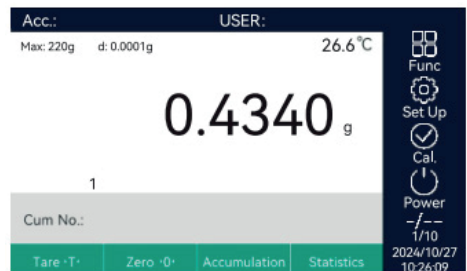 Acc.: USER:
Max: 220g d: 0.0001g 26.6℃
0.4340 g
1
Cum No.:
Tare ·T· Zero ·0· Accumulation Statistics
Func
Set Up
Cal.
Power
-/--
1/10
2024/10/27
10:26:09